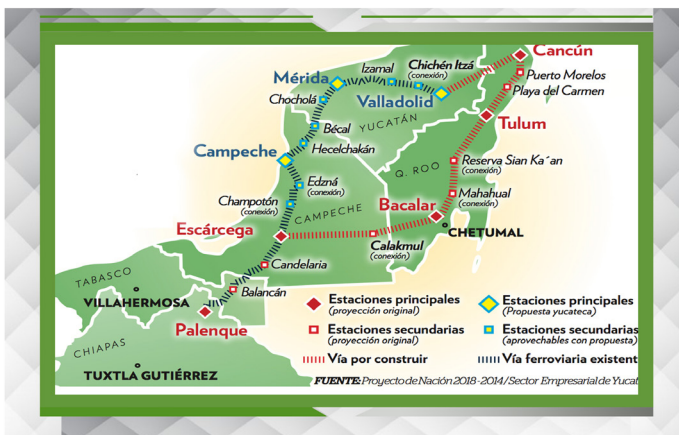 Cancún
Chichén Itzá
(conexión)
Izamal
Mérida
Puerto Morelos
Playa del Carmen
Valladolid
Chocholá
YUCATÁN
Tulum
Bécal
Hecelchakán
Campeche
Reserva Sian Ka´an
(conexión)
Q. ROO
Edzná
(conexión)
Mahahual
(conexión)
Champotón
(conexión)
Bacalar
CAMPECHE
Escárcega
CHETUMAL
Calakmul
(conexión)
Candelaria
TABASCO
Balancán
VILLAHERMOSA
Palenque
CHIAPAS
TUXTLA GUTIÉRREZ
Estaciones principales
(proyección original)
Estaciones principales
(Propuesta yucateca)
Estaciones secundarias
(proyección original)
Estaciones secundarias
(aprovechables con propuesta)
Vía por construir
Vía ferroviaria existent
FUENTE: Proyecto de Nación 2018-2014/Sector Empresarial de Yucat